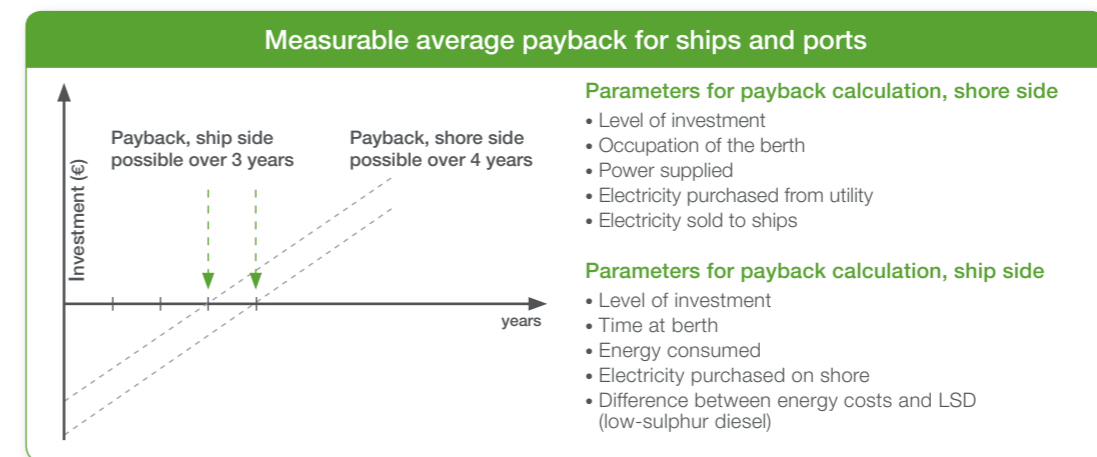 Measurable average payback for ships and ports
Investment (€)
Payback, ship side
possible over 3 years
Payback, shore side
possible over 4 years
years
Parameters for payback calculation, shore side
• Level of investment
• Occupation of the berth
• Power supplied
• Electricity purchased from utility
• Electricity sold to ships
Parameters for payback calculation, ship side
• Level of investment
• Time at berth
• Energy consumed
• Electricity purchased on shore
• Difference between energy costs and LSD
(low-sulphur diesel)